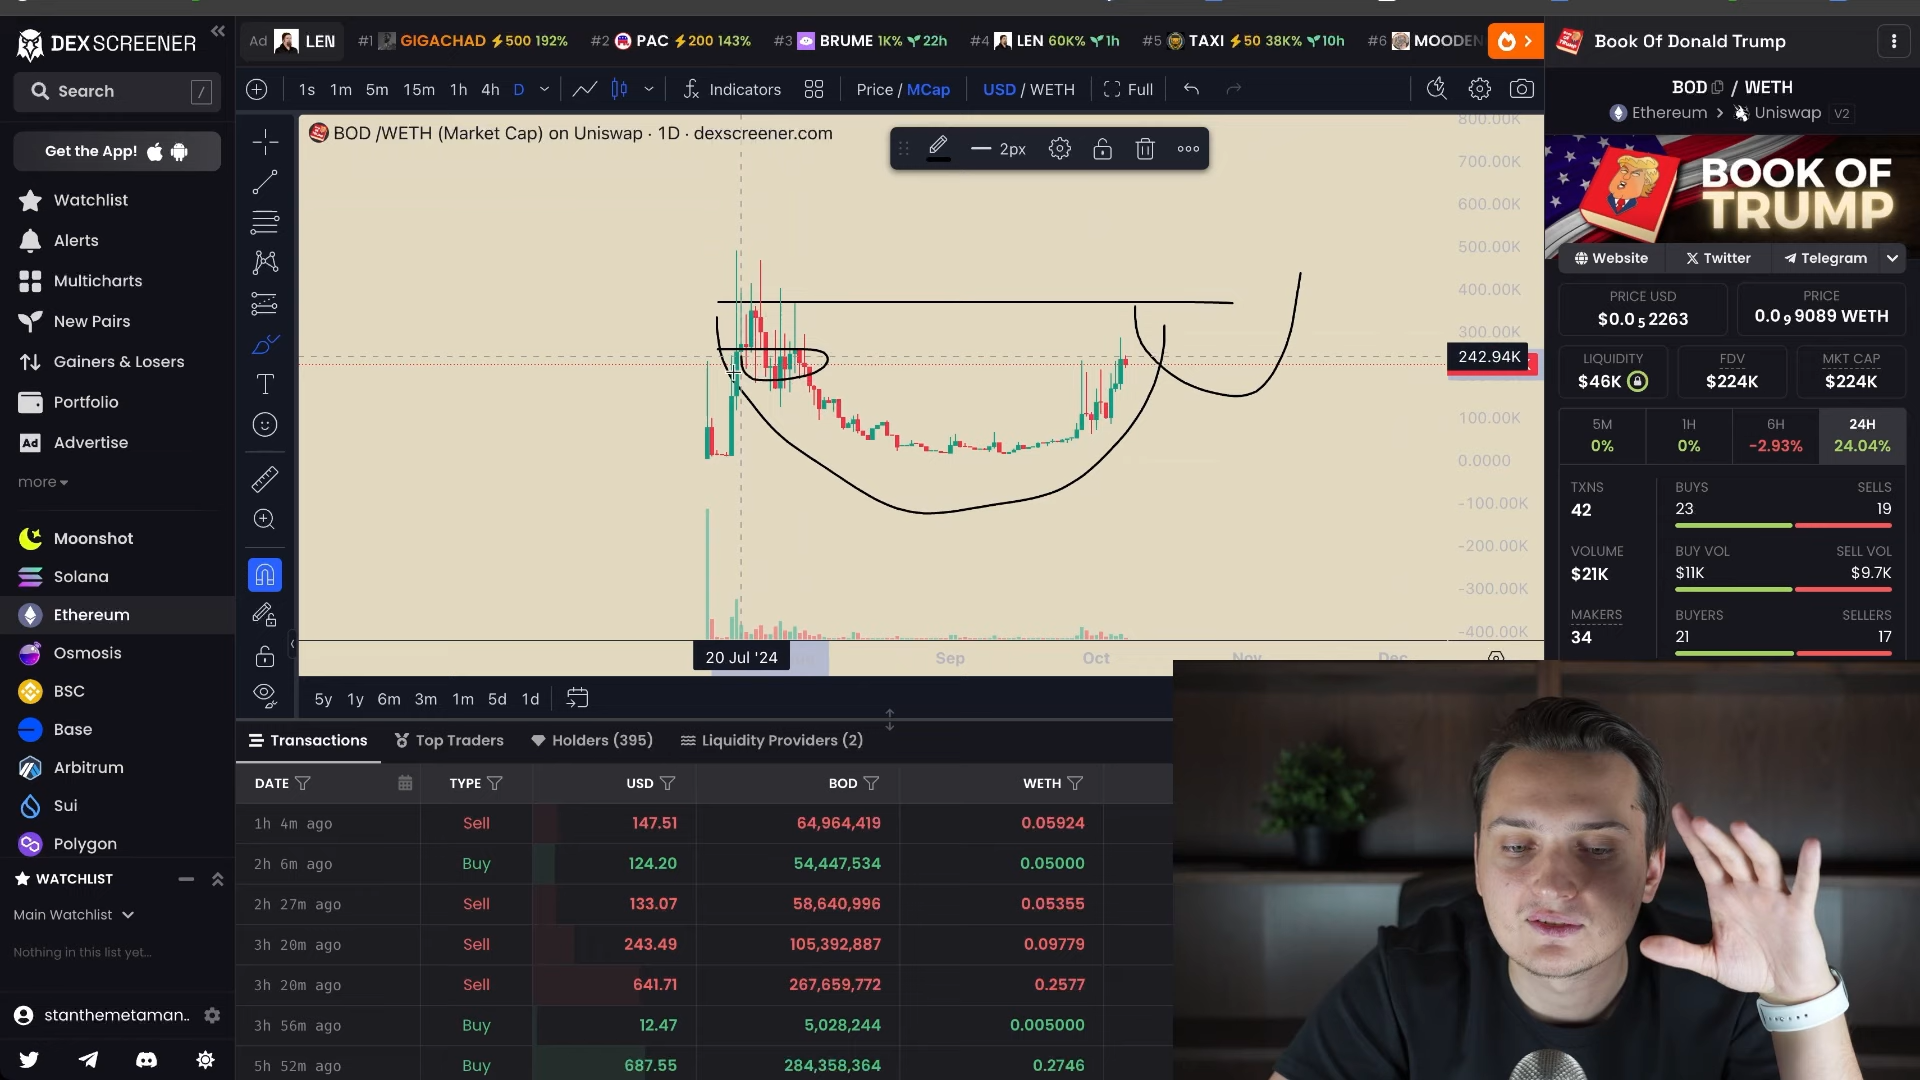 DEX SCREENER
Search
/
Get the App!
Watchlist
Alerts
Multicharts
New Pairs
Gainers & Losers
Portfolio
Ad Advertise
more
Moonshot
Solana
Ethereum
Osmosis
BSC
Base
Arbitrum
Sui
Polygon
WATCHLIST
Main Watchlist
Nothing in this list yet...
stanthemetaman..
Ad LEN
#1 GIGACHAD 500 192%
#2 PAC 200 143%
#3 BRUME 1K% 22h
#4 LEN 60K% 1h
#5 TAXI 50 38K% 10h
#6 MOODEN
1s 1m 5m 15m 1h 4h D
Indicators
Price / MCap
USD / WETH
Full
BOD /WETH (Market Cap) on Uniswap · 1D · dexscreener.com
2px
800.00K
700.00K
600.00K
500.00K
400.00K
300.00K
242.94K
100.00K
0.0000
-100.00K
-200.00K
-300.00K
-400.00K
20 Jul '24
Sep
Oct
Nov
Dec
5y 1y 6m 3m 1m 5d 1d
Transactions
Top Traders
Holders (395)
Liquidity Providers (2)
DATE TYPE USD BOD WETH
1h 4m ago Sell 147.51 64,964,419 0.05924
2h 6m ago Buy 124.20 54,447,534 0.05000
2h 27m ago Sell 133.07 58,640,996 0.05355
3h 20m ago Sell 243.49 105,392,887 0.09779
3h 20m ago Sell 641.71 267,659,772 0.2577
3h 56m ago Buy 12.47 5,028,244 0.005000
5h 52m ago Buy 687.55 284,358,364 0.2746
Book Of Donald Trump
BOD / WETH
Ethereum > Uniswap V2
BOOK OF
TRUMP
Website
Twitter
Telegram
PRICE USD
$0.0₅2263
PRICE
0.0₉9089 WETH
LIQUIDITY
$46K
FDV
$224K
MKT CAP
$224K
5M
0%
1H
0%
6H
-2.93%
24H
24.04%
TXNS
42
BUYS
23
SELLS
19
VOLUME
$21K
BUY VOL
$11K
SELL VOL
$9.7K
MAKERS
34
BUYERS
21
SELLERS
17